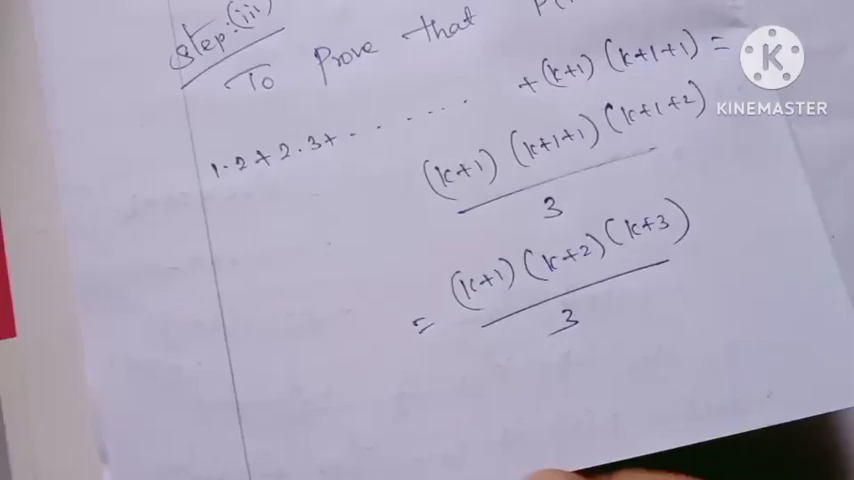 Step:(iii)
To prove that P(
1.2+2.3+........ +(k+1)(k+1+1)=
(k+1)(k+1+1)(k+1+2)
3
= (k+1)(k+2)(k+3)
3
K
KINEMASTER